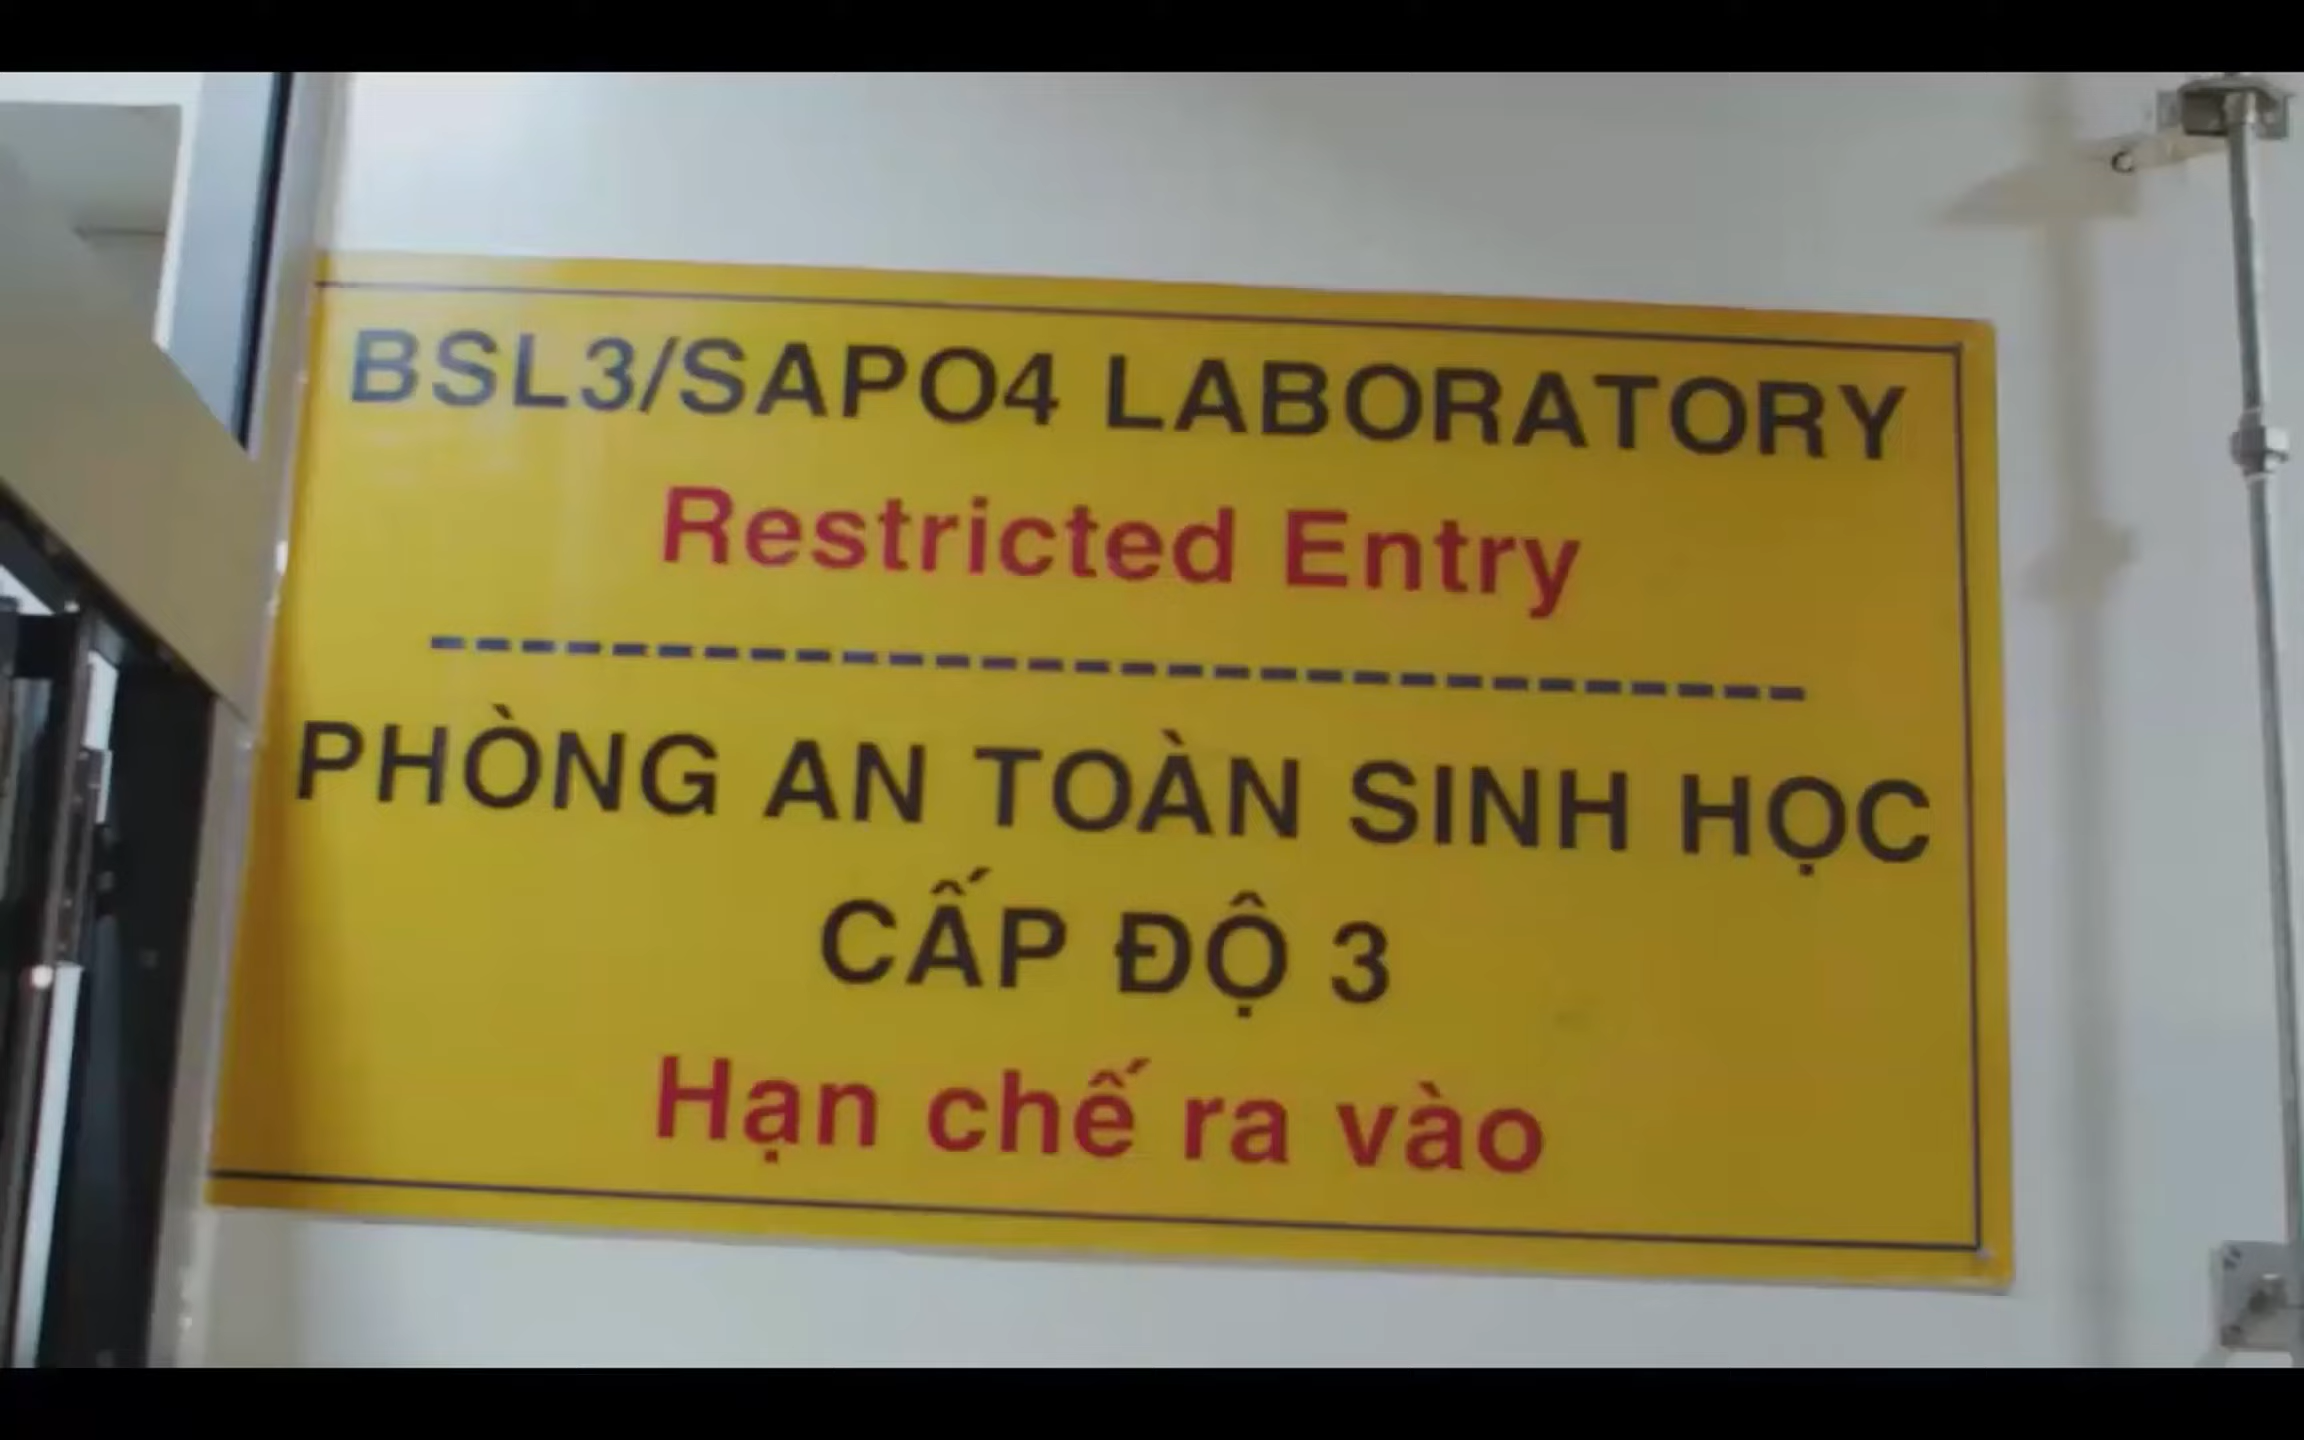 BSL3/SAPO4 LABORATORY
Restricted Entry
------------------------------
PHÒNG AN TOÀN SINH HỌC
CẤP ĐỘ 3
Hạn chế ra vào